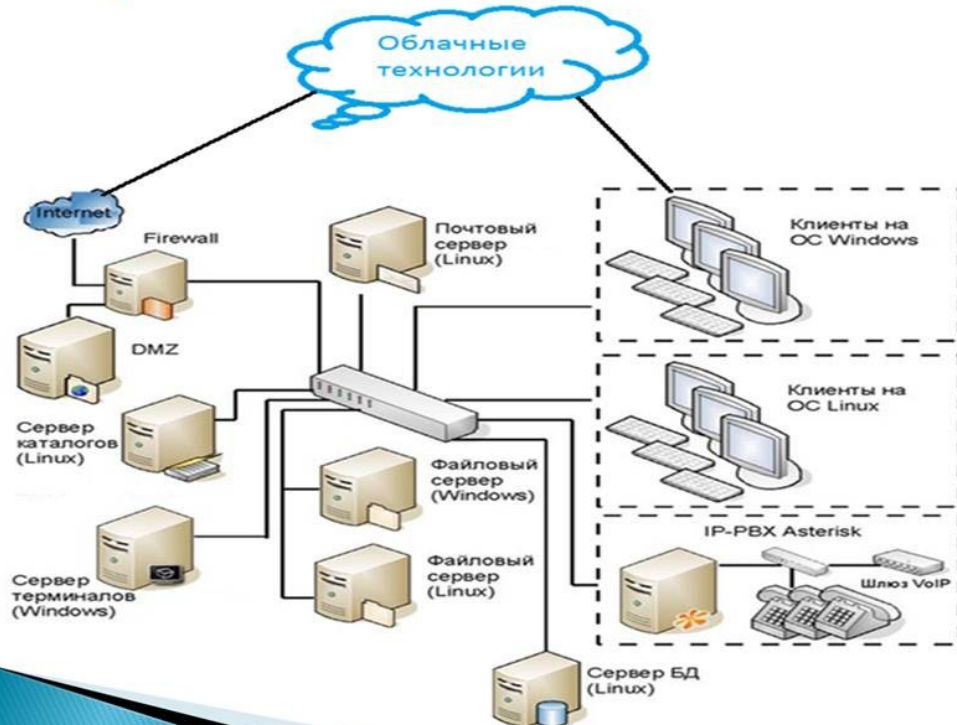 Облачные
технологии
Internet
Firewall
Почтовый
сервер
(Linux)
Клиенты на
ОС Windows
DMZ
Клиенты на
ОС Linux
Сервер
каталогов
(Linux)
Файловый
сервер
(Windows)
IP-PBX Asterisk
Шлюз VoIP
Файловый
сервер
(Linux)
Сервер
терминалов
(Windows)
Сервер БД
(Linux)